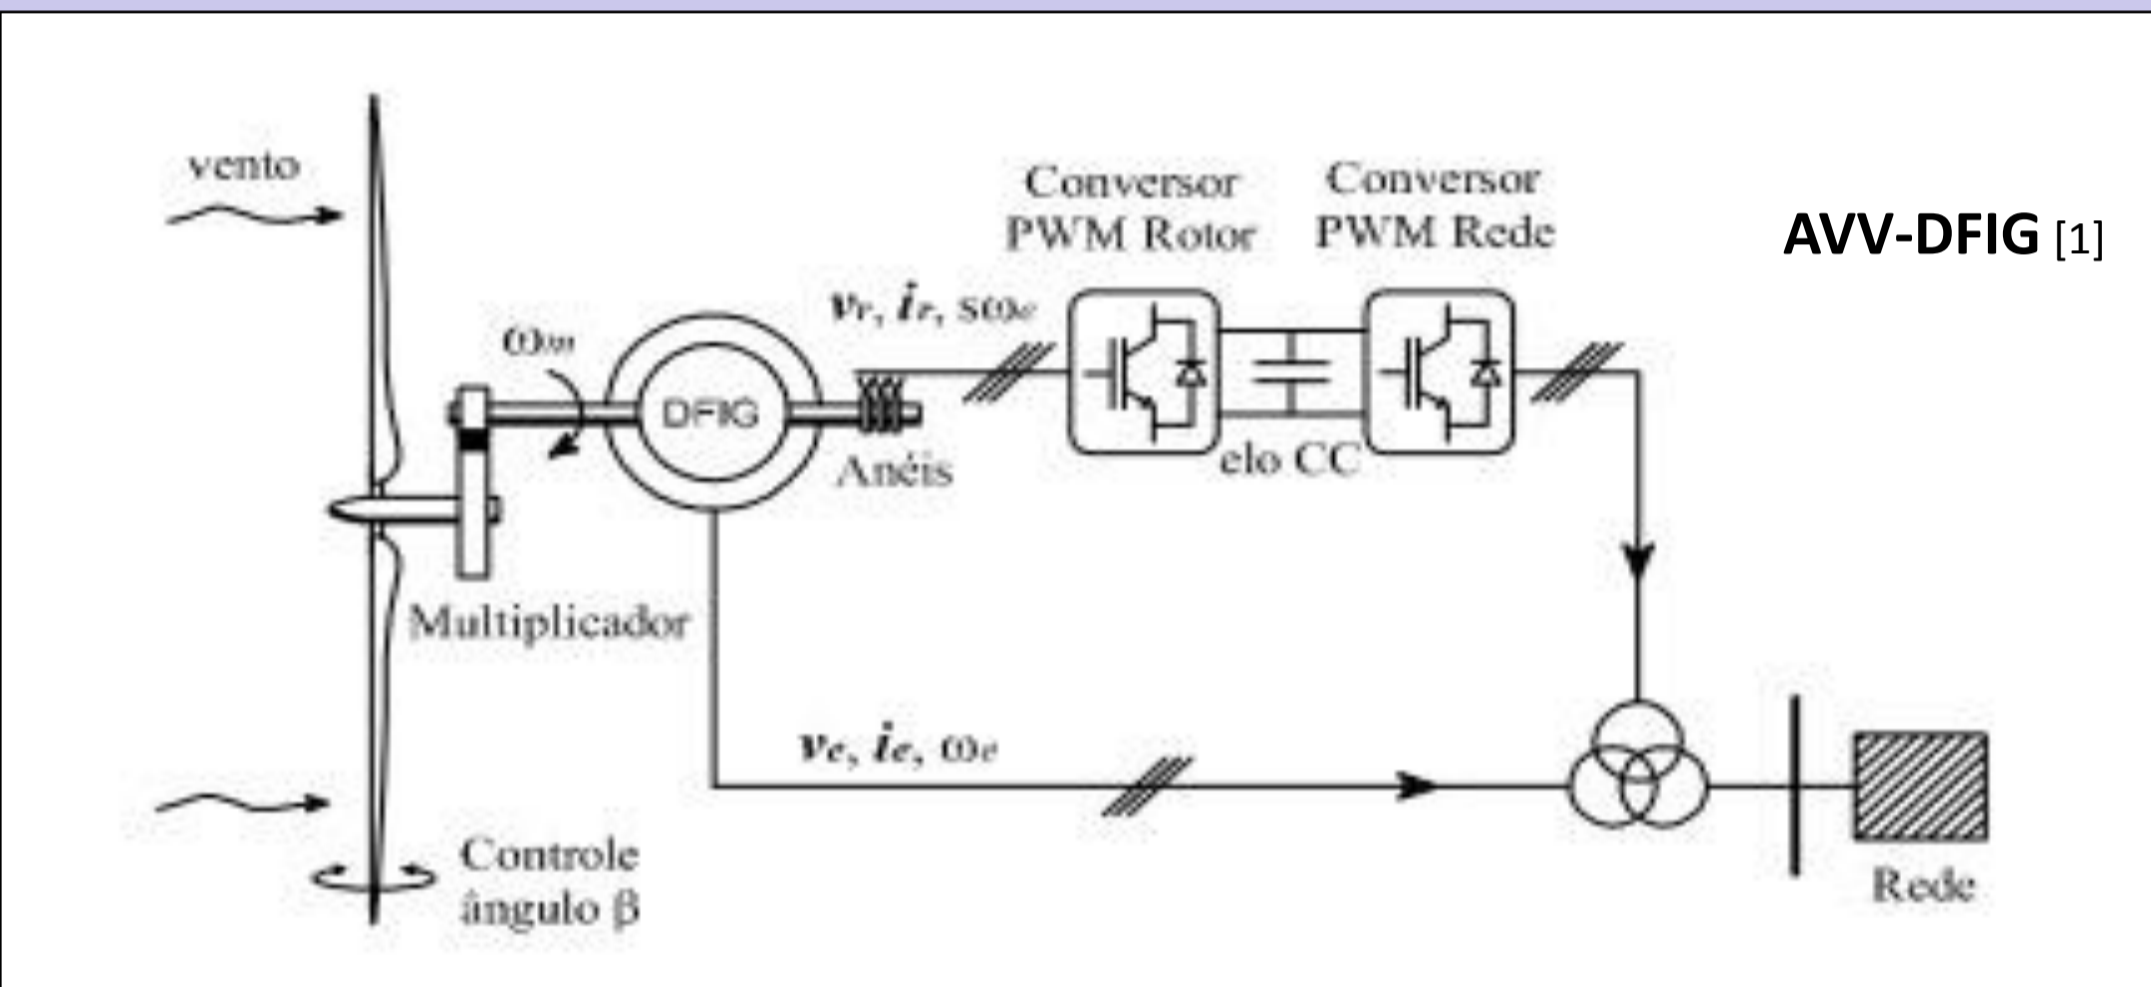 vento
Conversor
PWM Rotor
Conversor
PWM Rede
AVV-DFIG [1]
vr, ir, sωe
ωm
DFIG
Anéis
elo CC
Multiplicador
ve, ie, ωe
Controle
ângulo β
Rede